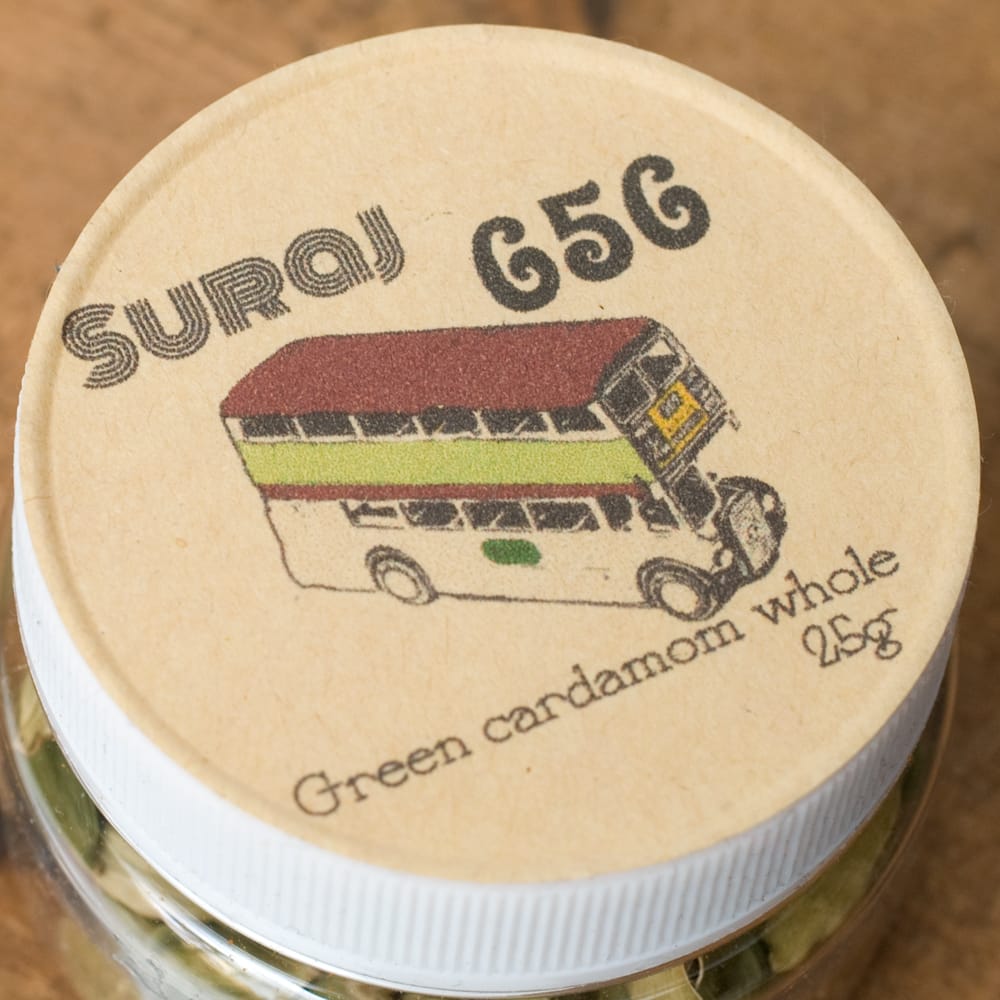 Suraj 656
Green cardamom whole
25g